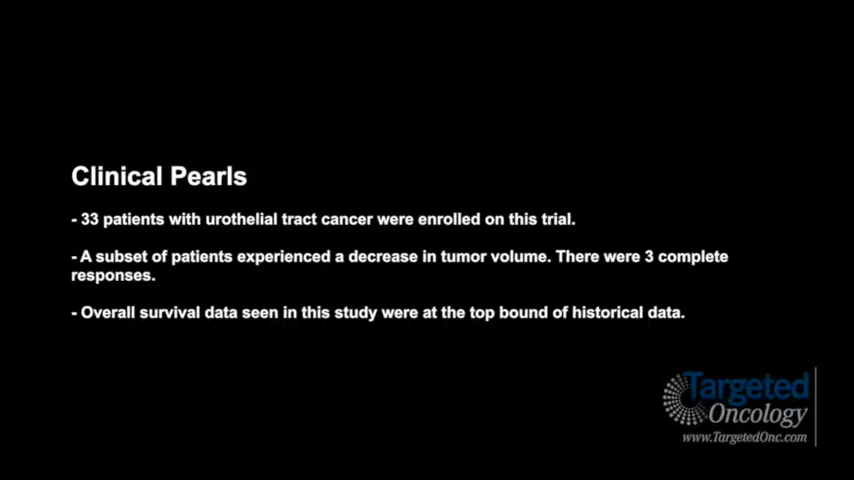 Clinical Pearls
- 33 patients with urothelial tract cancer were enrolled on this trial.
- A subset of patients experienced a decrease in tumor volume. There were 3 complete
responses.
- Overall survival data seen in this study were at the top bound of historical data.
Targeted
Oncology
www.TargetedOnc.com